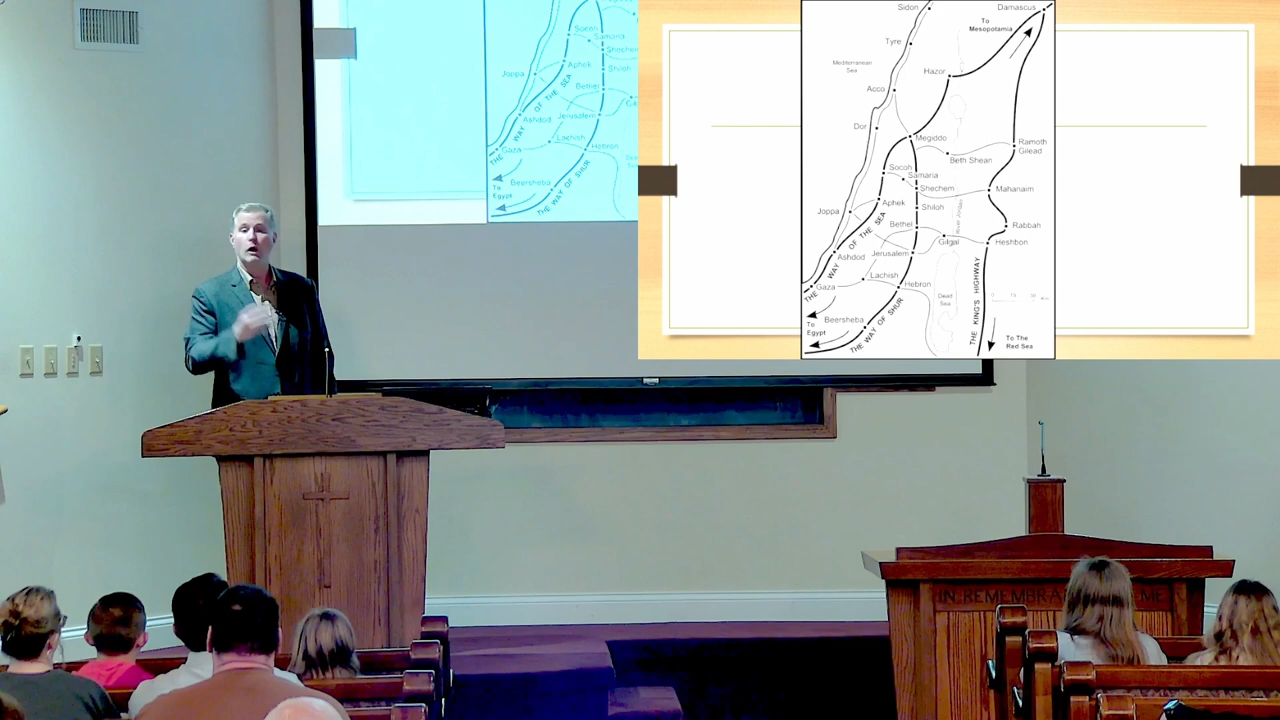 Socoh
Samaria
Shechem
Aphek
Shiloh
Joppa
Bethel
THE WAY OF THE SEA
Ashdod
Jerusalem
Lachish
Gaza
Hebron
To
Egypt
Beersheba
THE WAY OF SHUR
Sidon
Damascus
To
Mesopotamia
Tyre
Mediterranean
Sea
Hazor
Acco
Dor
Megiddo
Ramoth
Gilead
Beth Shean
Socoh
Samaria
Shechem
Mahanaim
Aphek
Shiloh
River Jordan
Joppa
Bethel
Rabbah
Gilgal
Heshbon
THE WAY OF THE SEA
Jerusalem
Ashdod
Lachish
Gaza
Hebron
Dead
Sea
THE KING'S HIGHWAY
To
Egypt
Beersheba
THE WAY OF SHUR
To The
Red Sea
IN REMEMBRA
ME